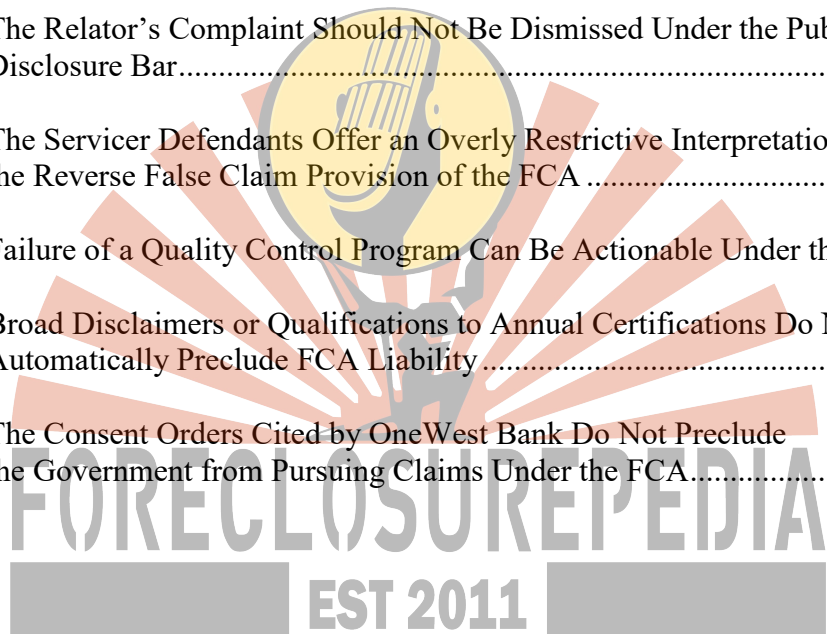 The Relator's Complaint Should Not Be Dismissed Under the Pub
Disclosure Bar........................................................................................
The Servicer Defendants Offer an Overly Restrictive Interpretatio
he Reverse False Claim Provision of the FCA ..............................
Failure of a Quality Control Program Can Be Actionable Under th
Broad Disclaimers or Qualifications to Annual Certifications Do N
Automatically Preclude FCA Liability ...........................................
The Consent Orders Cited by OneWest Bank Do Not Preclude
he Government from Pursuing Claims Under the FCA.................
FORECLOSUREPEDIA
EST 2011